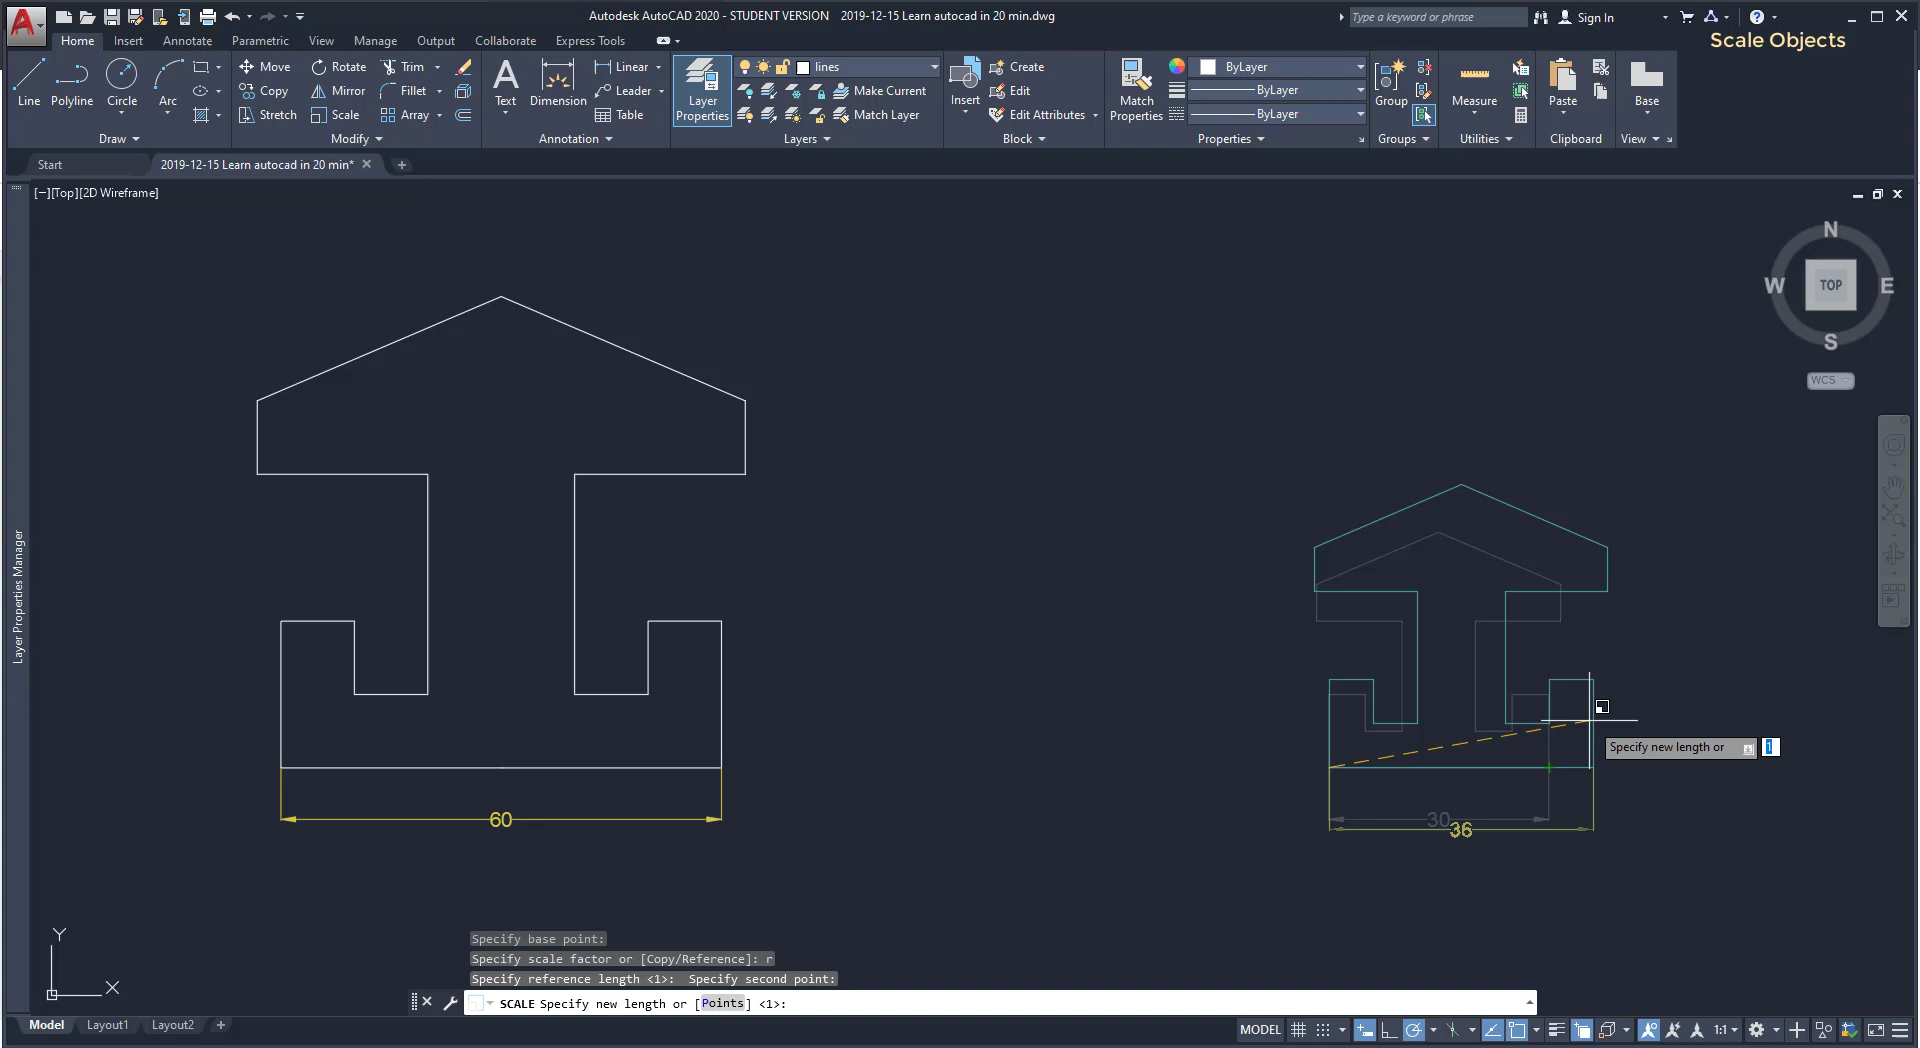 Autodesk AutoCAD 2020 - STUDENT VERSION    2019-12-15 Learn autocad in 20 min.dwg
Type a keyword or phrase
Sign In
Scale Objects
Home Insert Annotate Parametric View Manage Output Collaborate Express Tools
Line
Polyline
Circle
Arc
Move Rotate Trim
Copy Mirror Fillet
Stretch Scale Array
Text
Dimension
Linear
Leader
Table
Layer
Properties
lines
Make Current
Match Layer
Insert
Create
Edit
Edit Attributes
Match
Properties
ByLayer
ByLayer
ByLayer
Group
Measure
Paste
Base
Draw Modify Annotation Layers Block Properties Groups Utilities Clipboard View
Start
2019-12-15 Learn autocad in 20 min*
[−][Top][2D Wireframe]
N
W TOP E
S
WCS
Layer Properties Manager
Specify new length or
1
60
30
36
Y
X
Specify base point:
Specify scale factor or [Copy/Reference]: r
Specify reference length <1>:  Specify second point:
SCALE Specify new length or [Points] <1>:
Model Layout1 Layout2
MODEL
1:1